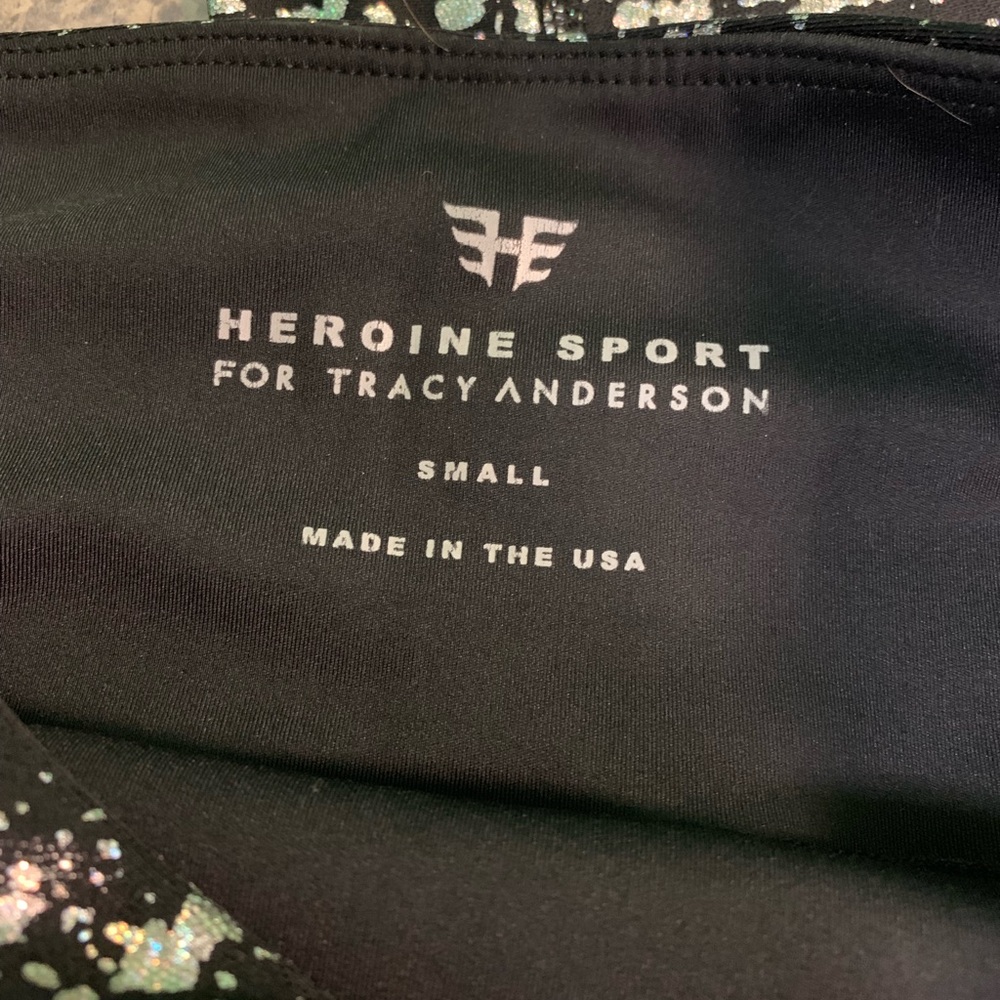 HEROINE SPORT
FOR TRACY ANDERSON
SMALL
MADE IN THE USA